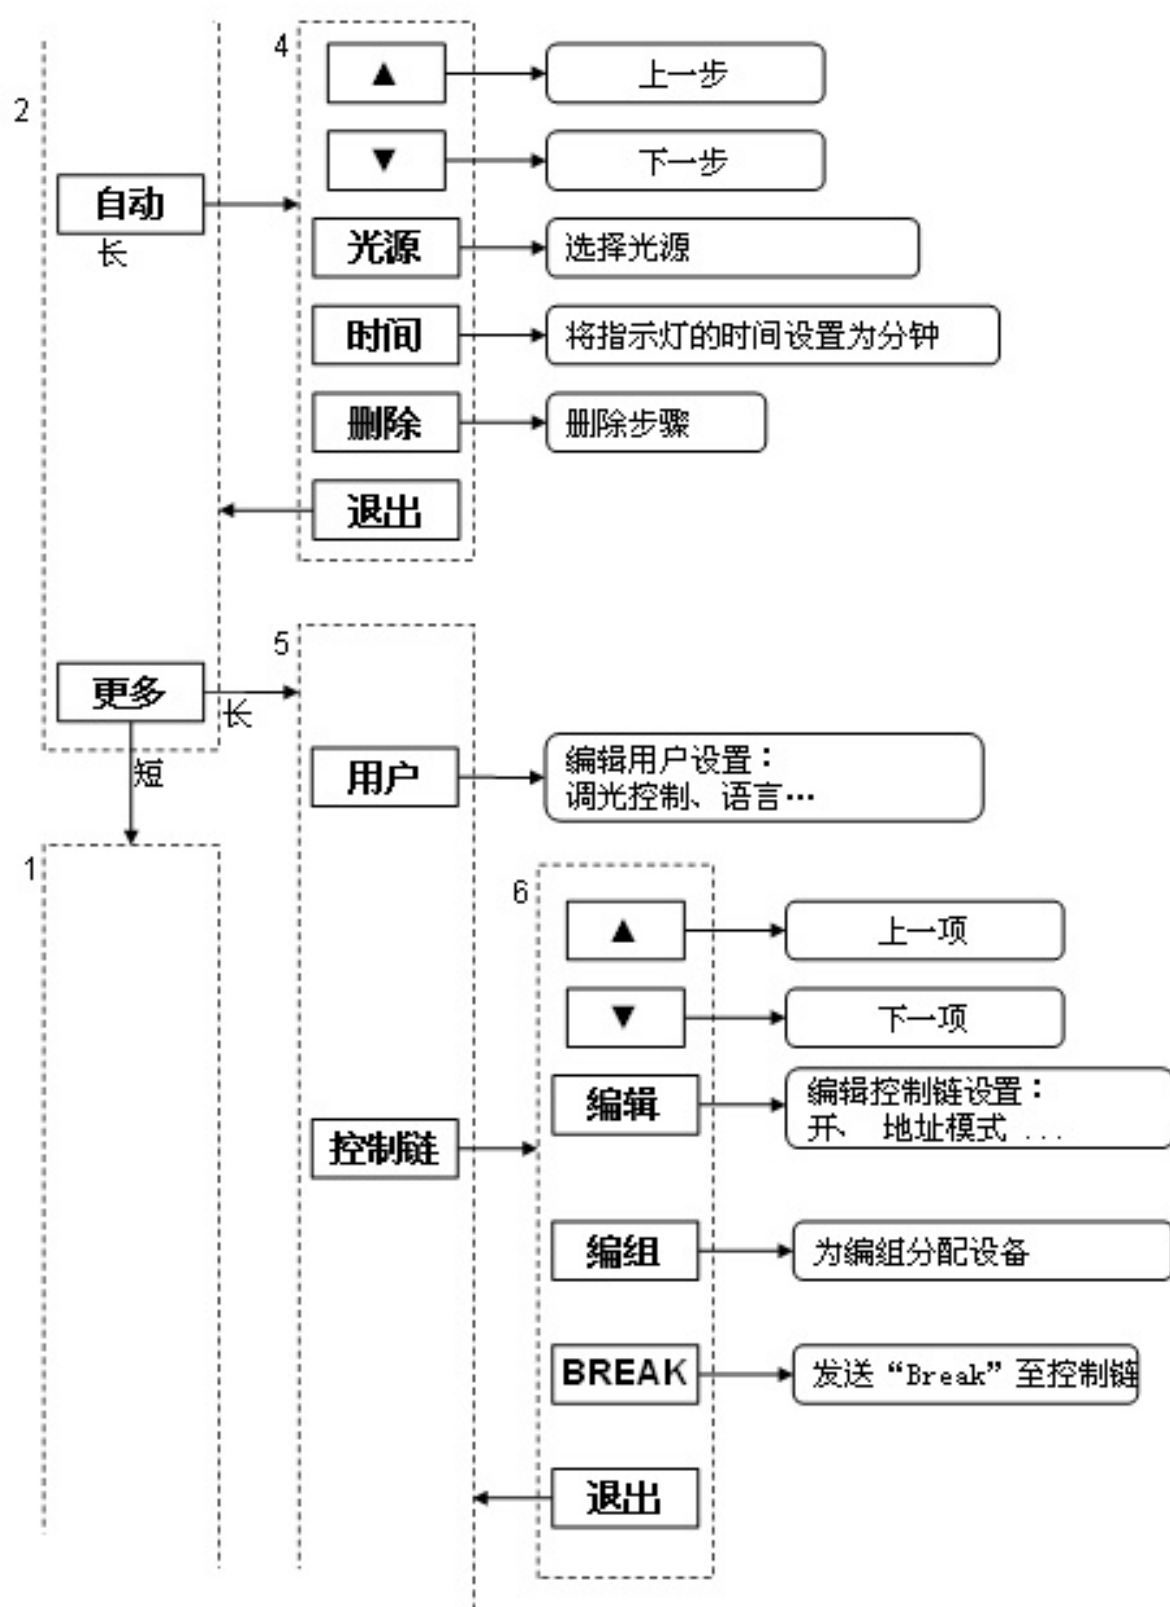 2
自动
长
4
▲
上一步
▼
下一步
光源
选择光源
时间
将指示灯的时间设置为分钟
删除
删除步骤
退出
更多
长
短
5
用户
编辑用户设置：
调光控制、语言…
1
控制链
6
▲
上一项
▼
下一项
编辑
编辑控制链设置：
开、 地址模式 ...
编组
为编组分配设备
BREAK
发送“Break”至控制链
退出